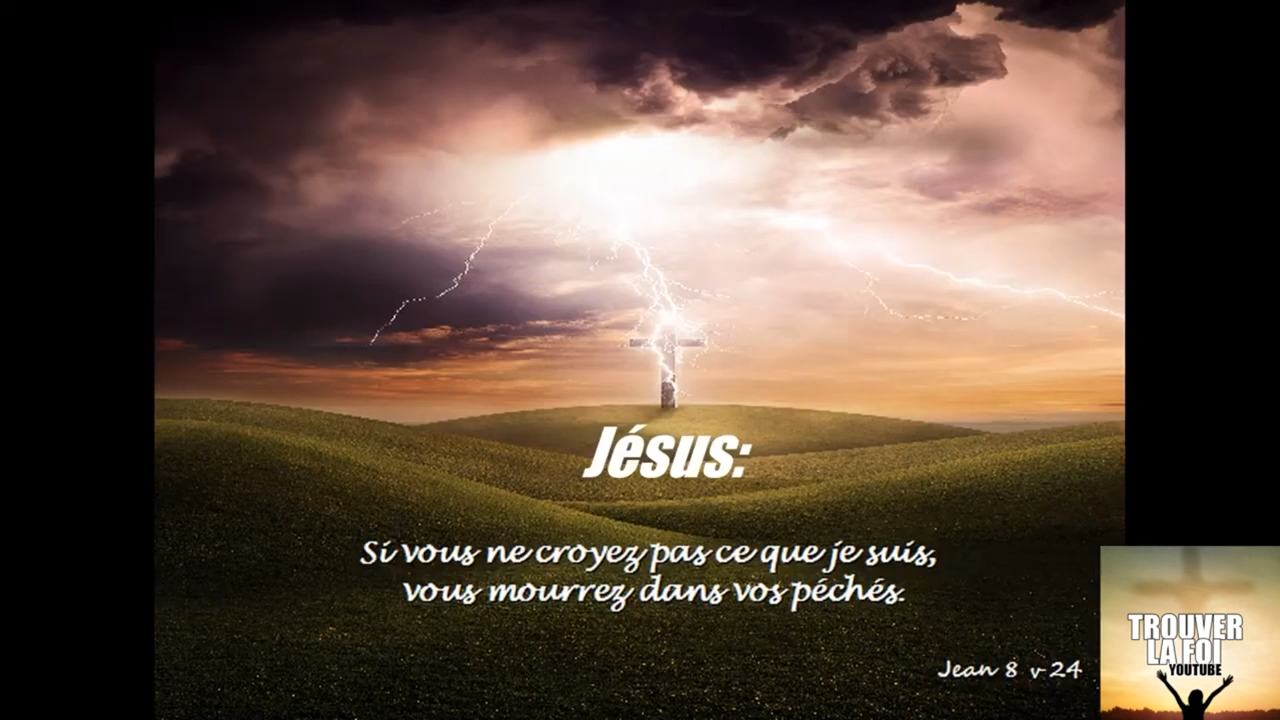 Jésus:
Si vous ne croyez pas ce que je suis,
vous mourrez dans vos péchés.
Jean 8 v 24
TROUVER
LA FOI
YOUTUBE